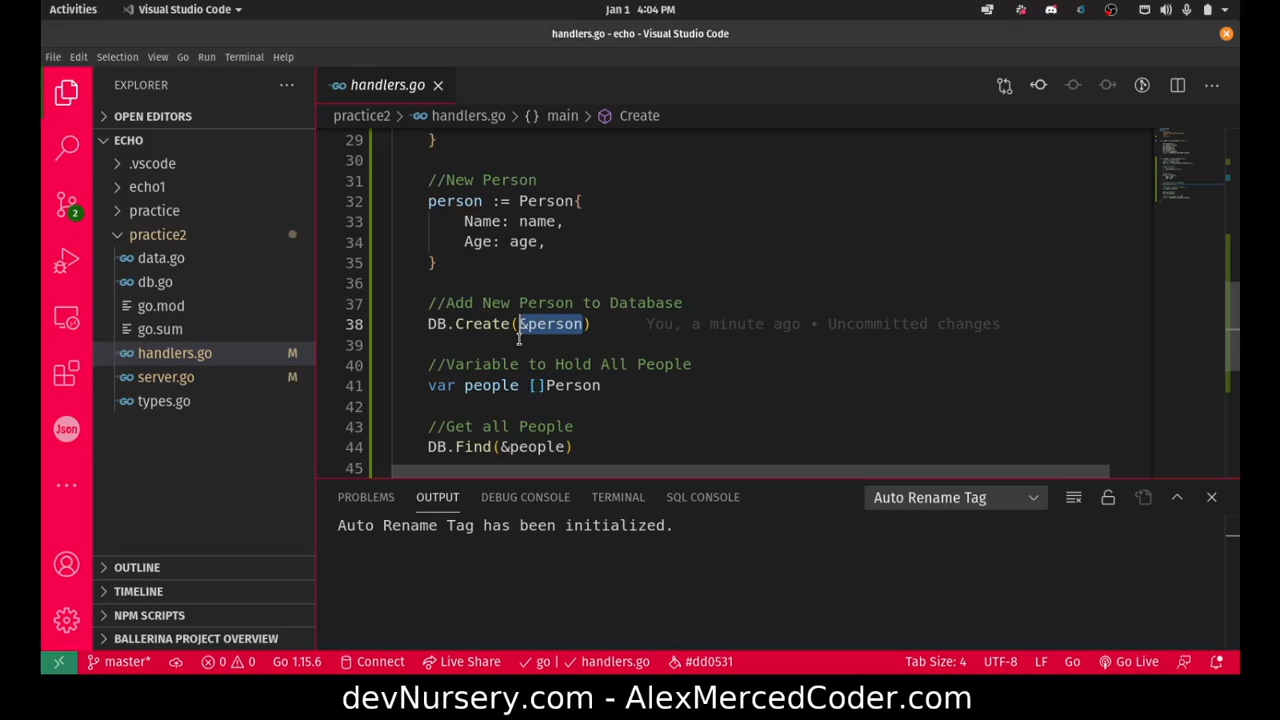 Activities
Visual Studio Code
Jan 1 4:04 PM
handlers.go - echo - Visual Studio Code
File Edit Selection View Go Run Terminal Help
EXPLORER
OPEN EDITORS
ECHO
.vscode
echo1
practice
practice2
data.go
db.go
go.mod
go.sum
handlers.go M
server.go M
types.go
OUTLINE
TIMELINE
NPM SCRIPTS
BALLERINA PROJECT OVERVIEW
2
Json
handlers.go
practice2 > handlers.go > {} main > Create
29 }
30
31 //New Person
32 person := Person{
33 Name: name,
34 Age: age,
35 }
36
37 //Add New Person to Database
38 DB.Create(&person) You, a minute ago • Uncommitted changes
39
40 //Variable to Hold All People
41 var people []Person
42
43 //Get all People
44 DB.Find(&people)
45
PROBLEMS OUTPUT DEBUG CONSOLE TERMINAL SQL CONSOLE
Auto Rename Tag
Auto Rename Tag has been initialized.
master* 0 0 Go 1.15.6 Connect Live Share go | handlers.go #dd0531 Tab Size: 4 UTF-8 LF Go Go Live
devNursery.com - AlexMercedCoder.com